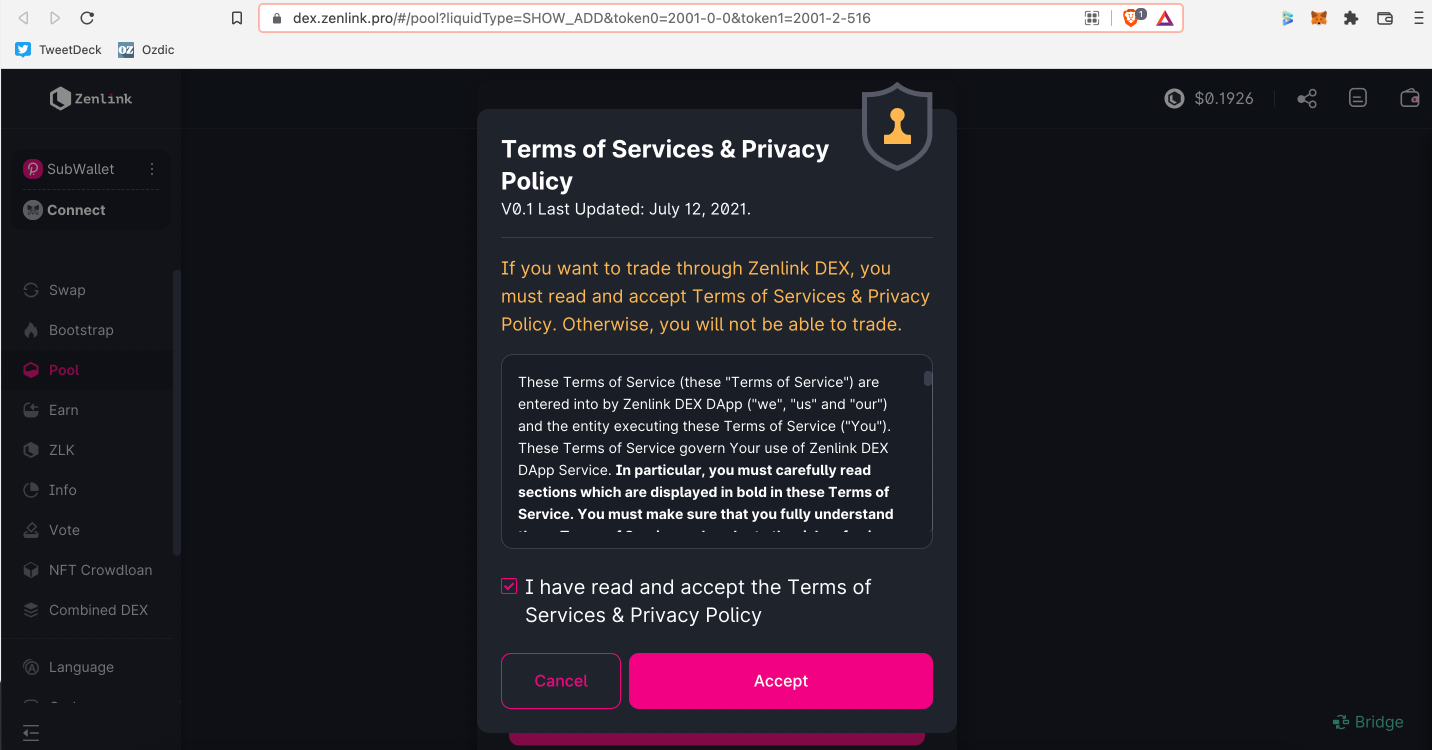 dex.zenlink.pro/#/pool?liquidType=SHOW_ADD&token0=2001-0-0&token1=2001-2-516
1
TweetDeck
OZ Ozdic
Zenlink
$0.1926
SubWallet
Connect
Swap
Bootstrap
Pool
Earn
ZLK
Info
Vote
NFT Crowdloan
Combined DEX
Language
Terms of Services & Privacy
Policy
V0.1 Last Updated: July 12, 2021.
If you want to trade through Zenlink DEX, you
must read and accept Terms of Services & Privacy
Policy. Otherwise, you will not be able to trade.
These Terms of Service (these "Terms of Service") are
entered into by Zenlink DEX DApp ("we", "us" and "our")
and the entity executing these Terms of Service ("You").
These Terms of Service govern Your use of Zenlink DEX
DApp Service. In particular, you must carefully read
sections which are displayed in bold in these Terms of
Service. You must make sure that you fully understand
I have read and accept the Terms of
Services & Privacy Policy
Cancel
Accept
Bridge